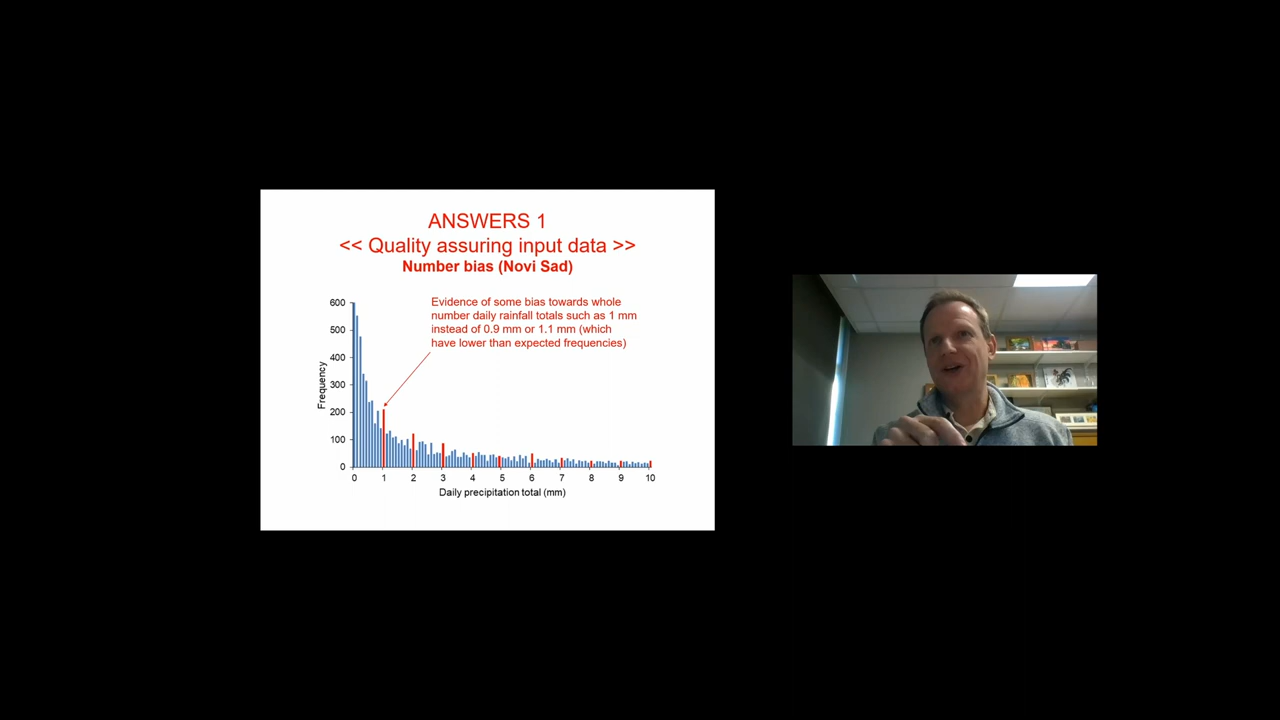 ANSWERS 1
<< Quality assuring input data >>
Number bias (Novi Sad)
Evidence of some bias towards whole
number daily rainfall totals such as 1 mm
instead of 0.9 mm or 1.1 mm (which
have lower than expected frequencies)
600
500
400
300
200
100
0
Frequency
0 1 2 3 4 5 6 7 8 9 10
Daily precipitation total (mm)